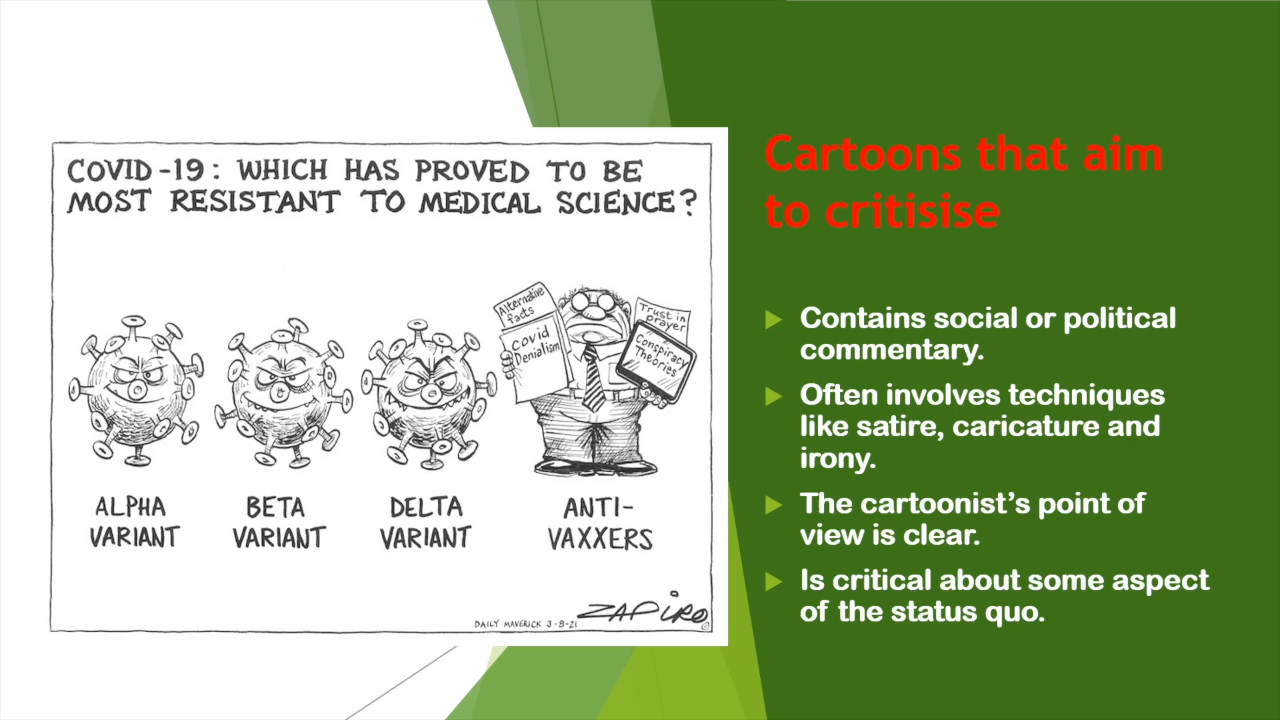 COVID-19: WHICH HAS PROVED TO BE
MOST RESISTANT TO MEDICAL SCIENCE?
Alternative
facts
Covid
Denialism
Trust in
prayer
Conspiracy
Theories
ALPHA
VARIANT
BETA
VARIANT
DELTA
VARIANT
ANTI-
VAXXERS
DAILY MAVERICK 3-8-21
ZAPIRO
©
Cartoons that aim
to critisise
Contains social or political
commentary.
Often involves techniques
like satire, caricature and
irony.
The cartoonist's point of
view is clear.
Is critical about some aspect
of the status quo.